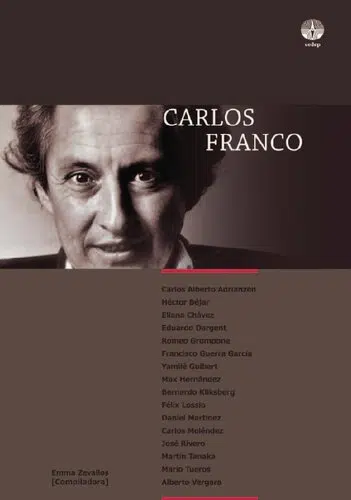 cedep
CARLOS
FRANCO
Carlos Alberto Adrianzén
Héctor Béjar
Eliana Chávez
Eduardo Dargent
Romeo Grompone
Francisco Guerra García
Yamilé Guibert
Max Hernández
Bernardo Kliksberg
Félix Lossio
Daniel Martínez
Carlos Meléndez
José Rivero
Martín Tanaka
Mario Tueros
Alberto Vergara
Emma Zevallos
[Compiladora]